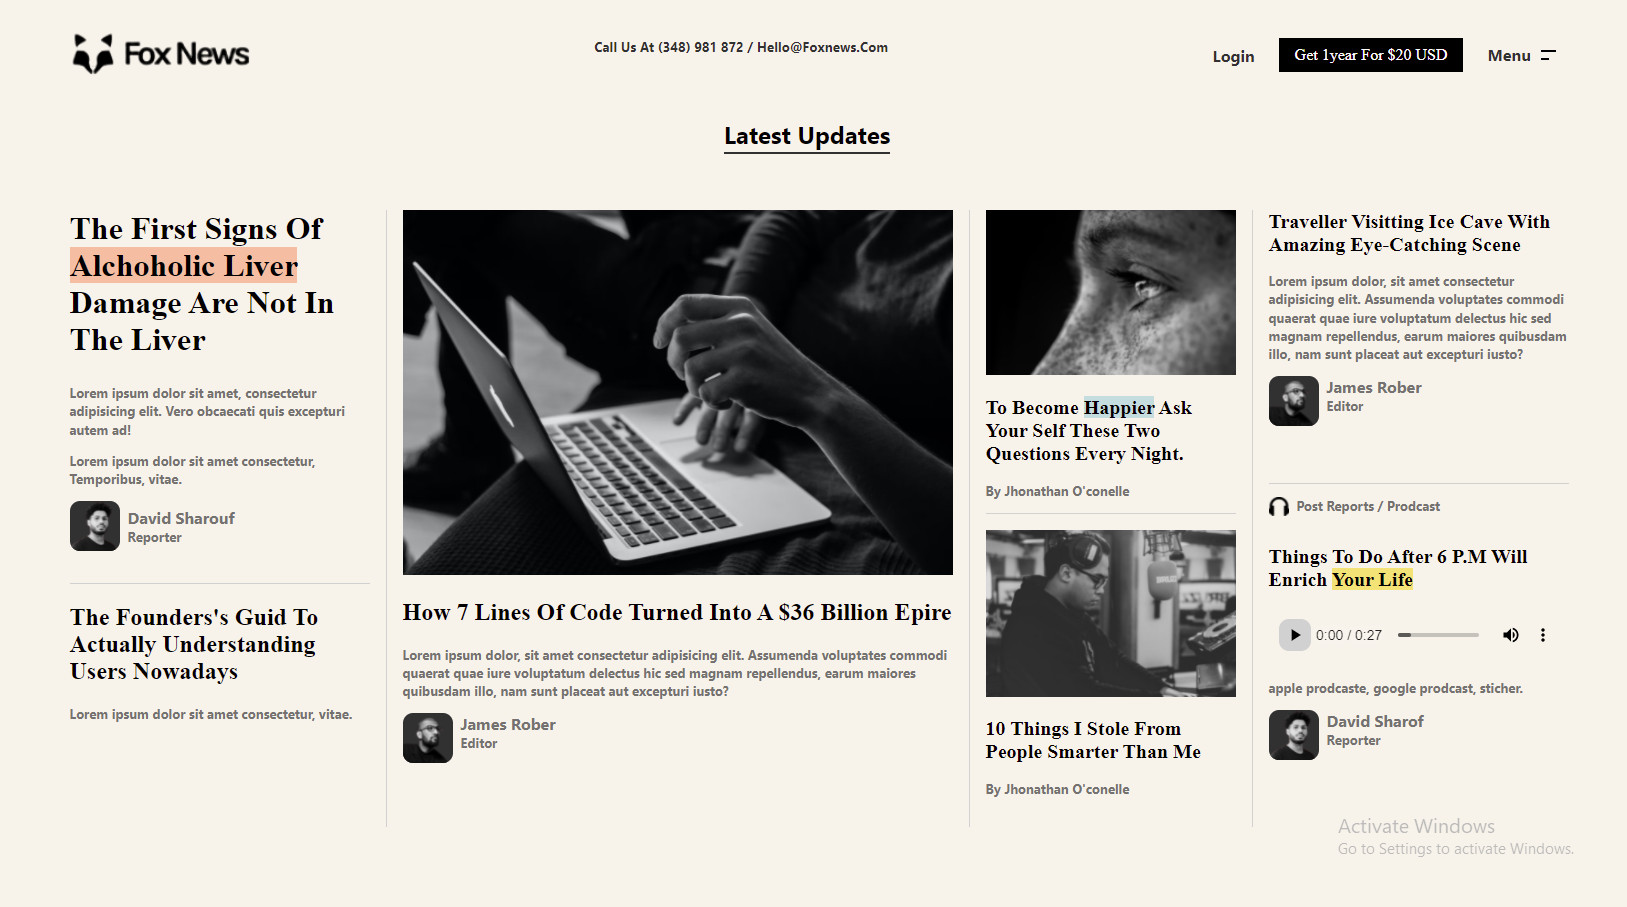 Fox News
Call Us At (348) 981 872 / Hello@Foxnews.Com
Login
Get 1year For $20 USD
Menu
Latest Updates
The First Signs Of
Alchoholic Liver
Damage Are Not In
The Liver
Lorem ipsum dolor sit amet, consectetur
adipisicing elit. Vero obcaecati quis excepturi
autem ad!
Lorem ipsum dolor sit amet consectetur,
Temporibus, vitae.
David Sharouf
Reporter
The Founders's Guid To
Actually Understanding
Users Nowadays
Lorem ipsum dolor sit amet consectetur, vitae.
How 7 Lines Of Code Turned Into A $36 Billion Epire
Lorem ipsum dolor, sit amet consectetur adipisicing elit. Assumenda voluptates commodi
quaerat quae iure voluptatum delectus hic sed magnam repellendus, earum maiores
quibusdam illo, nam sunt placeat aut excepturi iusto?
James Rober
Editor
To Become Happier Ask
Your Self These Two
Questions Every Night.
By Jhonathan O'conelle
10 Things I Stole From
People Smarter Than Me
By Jhonathan O'conelle
Traveller Visitting Ice Cave With
Amazing Eye-Catching Scene
Lorem ipsum dolor, sit amet consectetur
adipisicing elit. Assumenda voluptates commodi
quaerat quae iure voluptatum delectus hic sed
magnam repellendus, earum maiores quibusdam
illo, nam sunt placeat aut excepturi iusto?
James Rober
Editor
Post Reports / Prodcast
Things To Do After 6 P.M Will
Enrich Your Life
0:00 / 0:27
apple prodcaste, google prodcast, sticher.
David Sharof
Reporter
Activate Windows
Go to Settings to activate Windows.